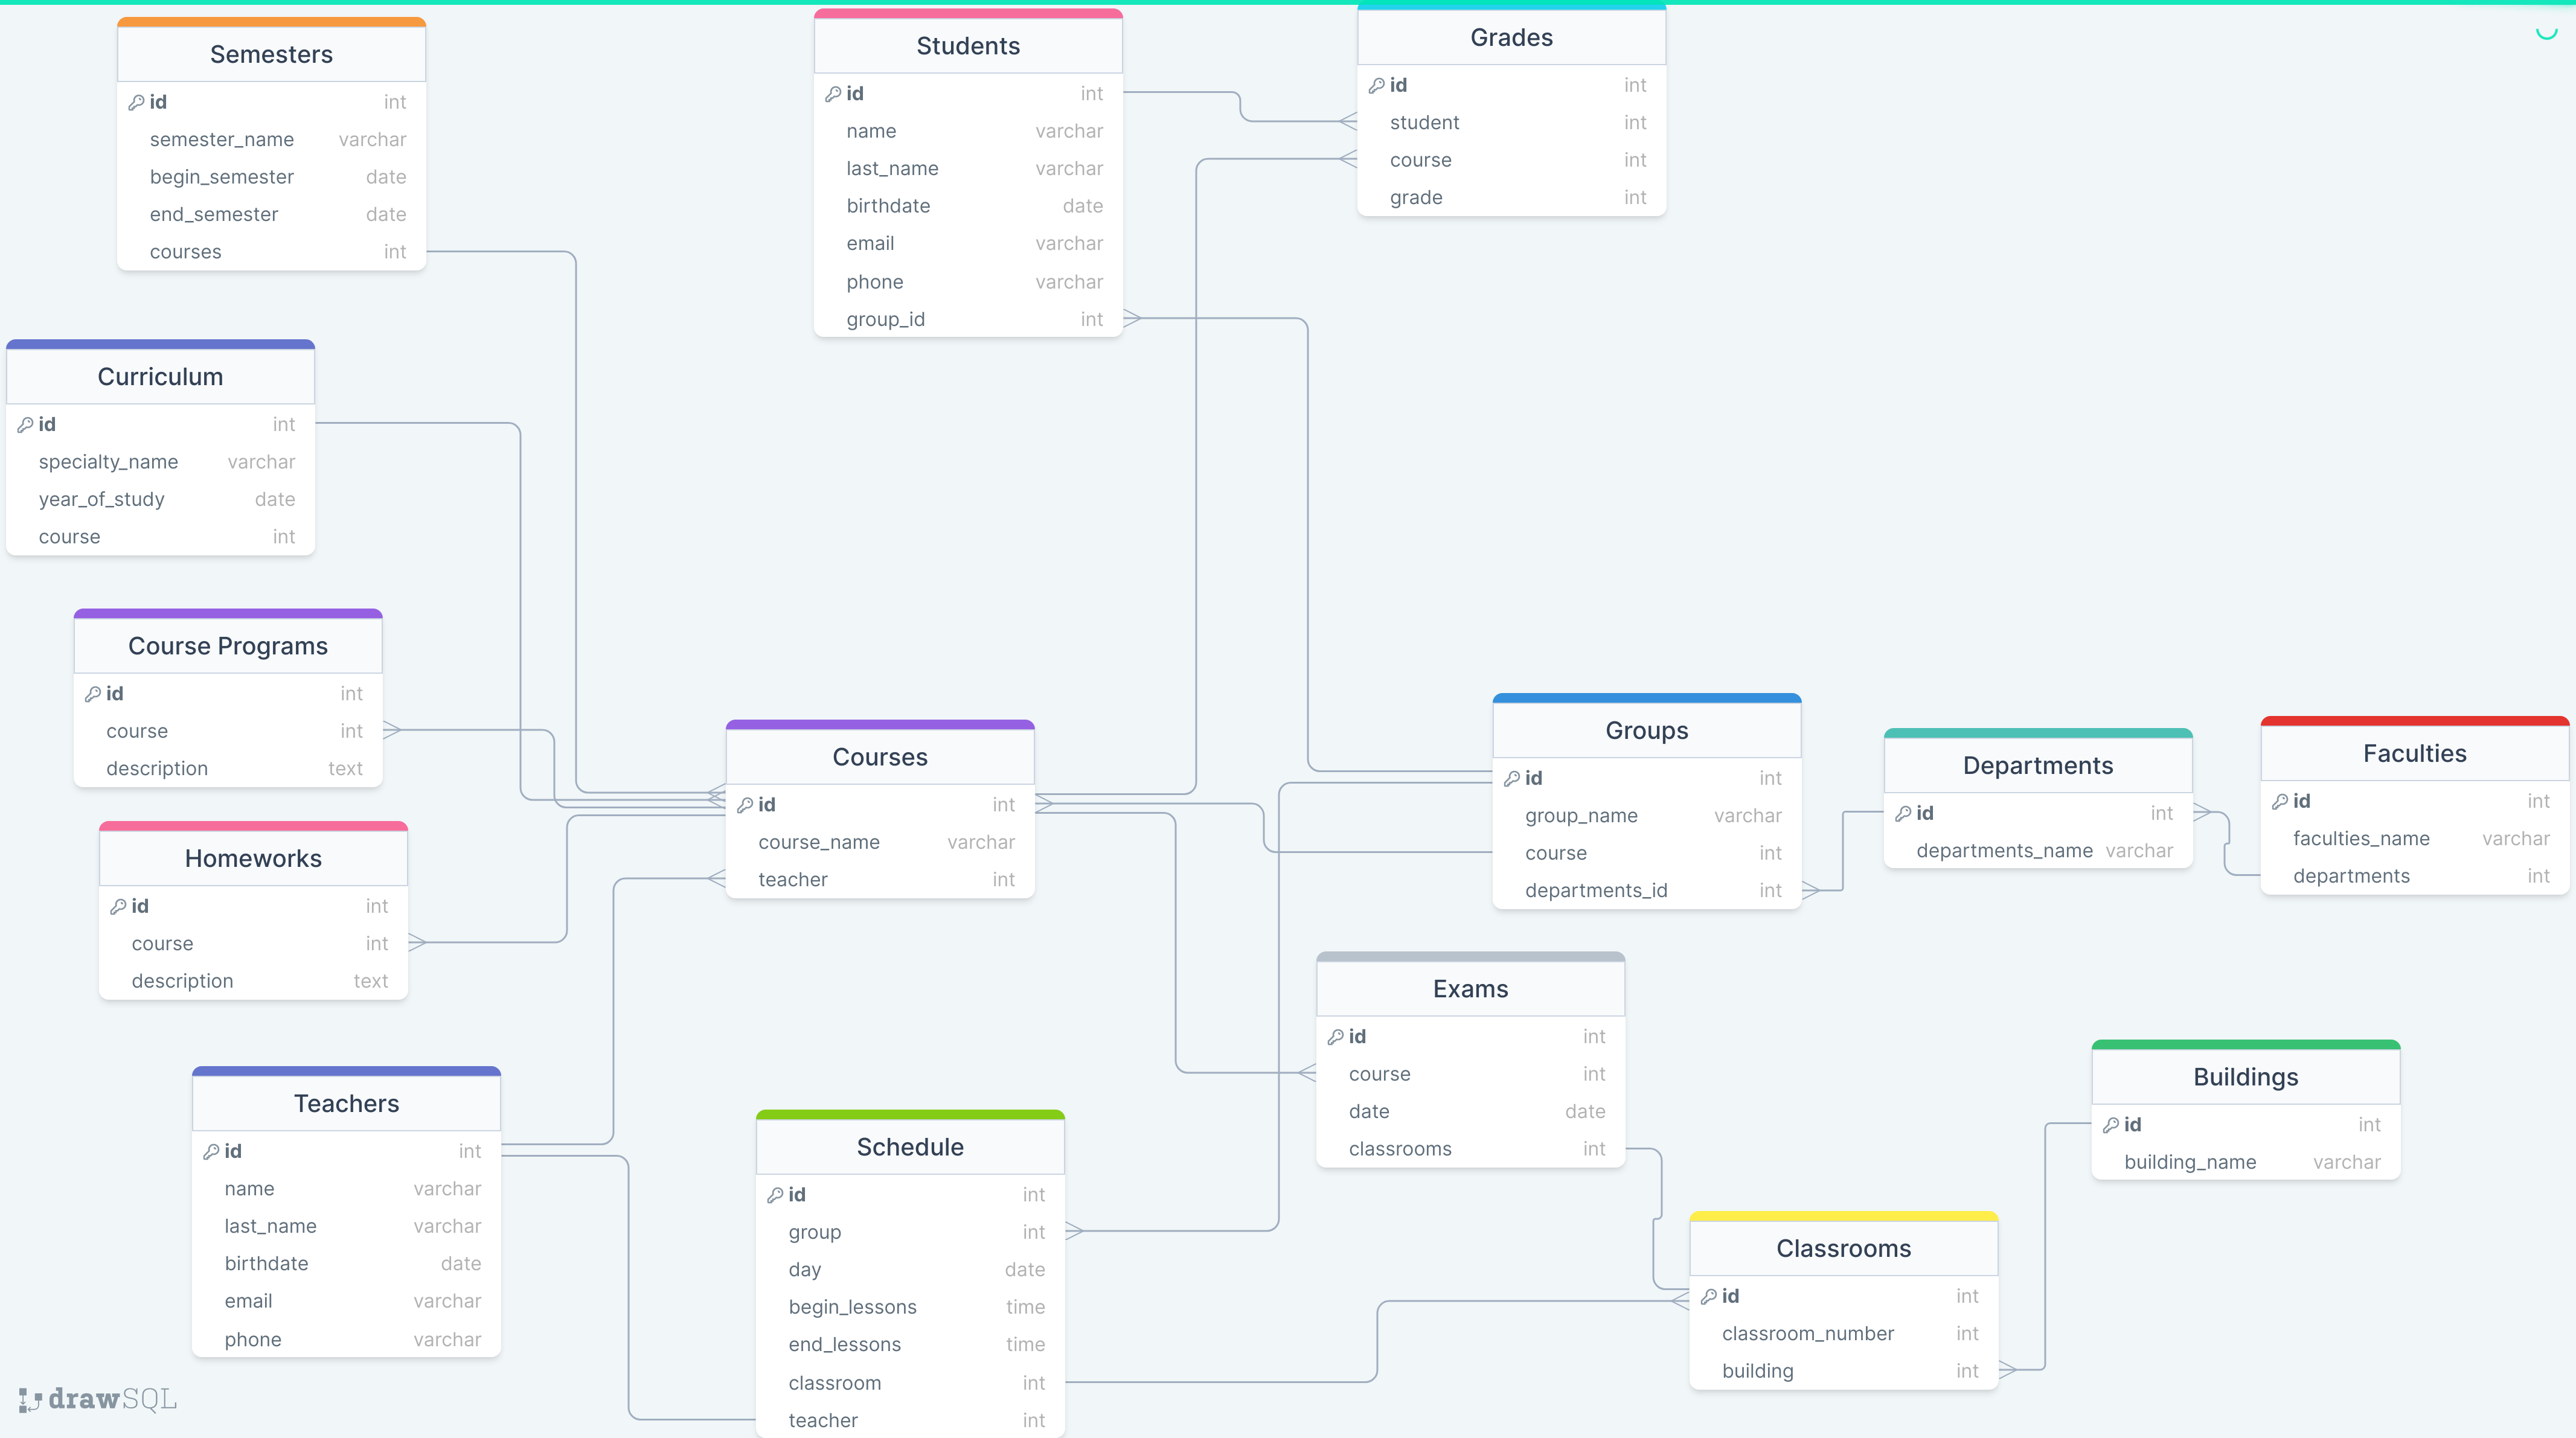 Semesters
id int
semester_name varchar
begin_semester date
end_semester date
courses int
Students
id int
name varchar
last_name varchar
birthdate date
email varchar
phone varchar
group_id int
Grades
id int
student int
course int
grade int
Curriculum
id int
specialty_name varchar
year_of_study date
course int
Course Programs
id int
course int
description text
Homeworks
id int
course int
description text
Courses
id int
course_name varchar
teacher int
Groups
id int
group_name varchar
course int
departments_id int
Departments
id int
departments_name varchar
Faculties
id int
faculties_name varchar
departments int
Exams
id int
course int
date date
classrooms int
Buildings
id int
building_name varchar
Teachers
id int
name varchar
last_name varchar
birthdate date
email varchar
phone varchar
Schedule
id int
group int
day date
begin_lessons time
end_lessons time
classroom int
teacher int
Classrooms
id int
classroom_number int
building int
drawSQL